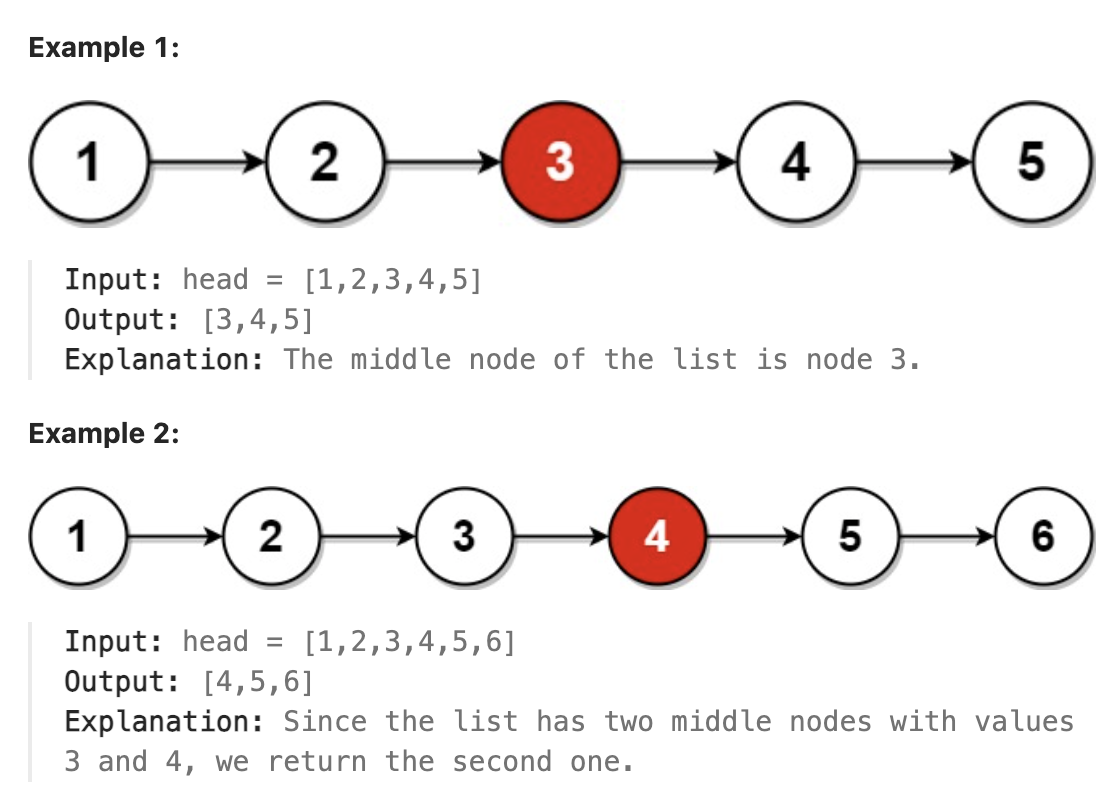 Example 1:
1 2 3 4 5
Input: head = [1,2,3,4,5]
Output: [3,4,5]
Explanation: The middle node of the list is node 3.
Example 2:
1 2 3 4 5 6
Input: head = [1,2,3,4,5,6]
Output: [4,5,6]
Explanation: Since the list has two middle nodes with values
3 and 4, we return the second one.